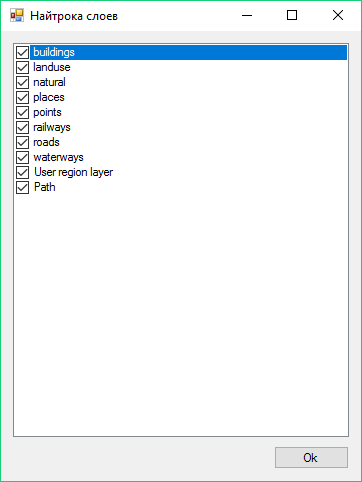 Найтрока слоев
buildings
landuse
natural
places
points
railways
roads
waterways
User region layer
Path
Ok